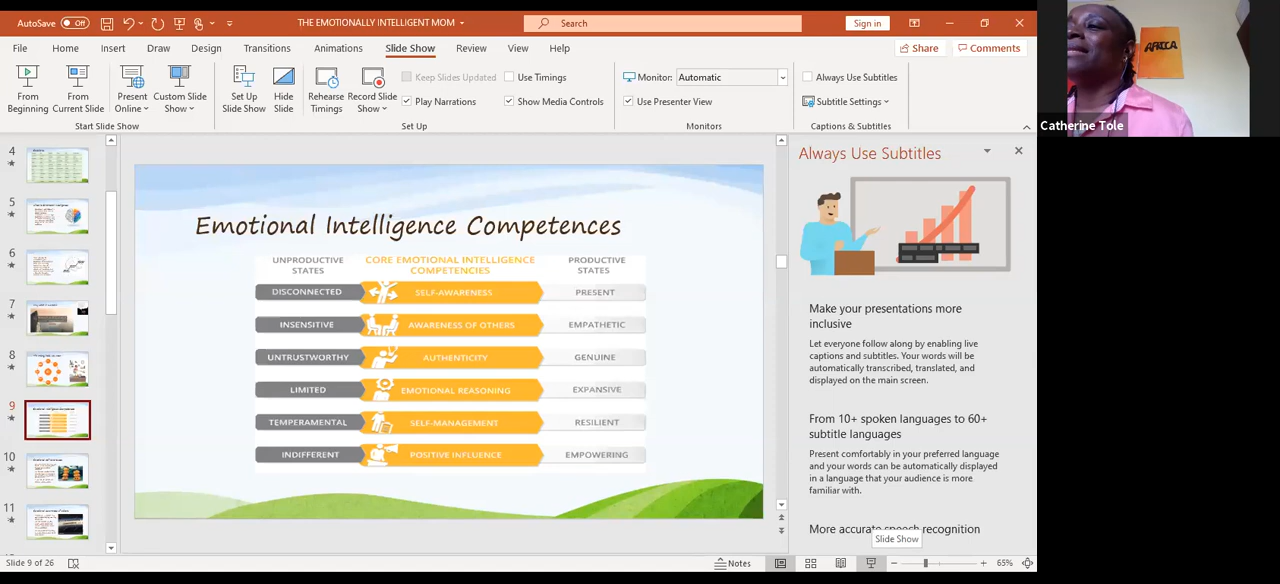 AutoSave Off
THE EMOTIONALLY INTELLIGENT MOM
Search
Sign in
File Home Insert Draw Design Transitions Animations Slide Show Review View Help
Share Comments
From Beginning
From Current Slide
Present Online
Custom Slide Show
Set Up Slide Show
Hide Slide
Rehearse Timings
Record Slide Show
Keep Slides Updated
Play Narrations
Use Timings
Show Media Controls
Monitor: Automatic
Use Presenter View
Always Use Subtitles
Subtitle Settings
Start Slide Show
Set Up
Monitors
Captions & Subtitles
AFRICA
Catherine Tole
4
5
6
7
8
9
10
11
Emotional Intelligence Competences
UNPRODUCTIVE STATES
CORE EMOTIONAL INTELLIGENCE COMPETENCIES
PRODUCTIVE STATES
DISCONNECTED SELF-AWARENESS PRESENT
INSENSITIVE AWARENESS OF OTHERS EMPATHETIC
UNTRUSTWORTHY AUTHENTICITY GENUINE
LIMITED EMOTIONAL REASONING EXPANSIVE
TEMPERAMENTAL SELF-MANAGEMENT RESILIENT
INDIFFERENT POSITIVE INFLUENCE EMPOWERING
Always Use Subtitles
Make your presentations more
inclusive
Let everyone follow along by enabling live
captions and subtitles. Your words will be
automatically transcribed, translated, and
displayed on the main screen.
From 10+ spoken languages to 60+
subtitle languages
Present comfortably in your preferred language
and your words can be automatically displayed
in a language that your audience is more
familiar with.
More accurate speech recognition
Slide Show
Slide 9 of 26
Notes
65%